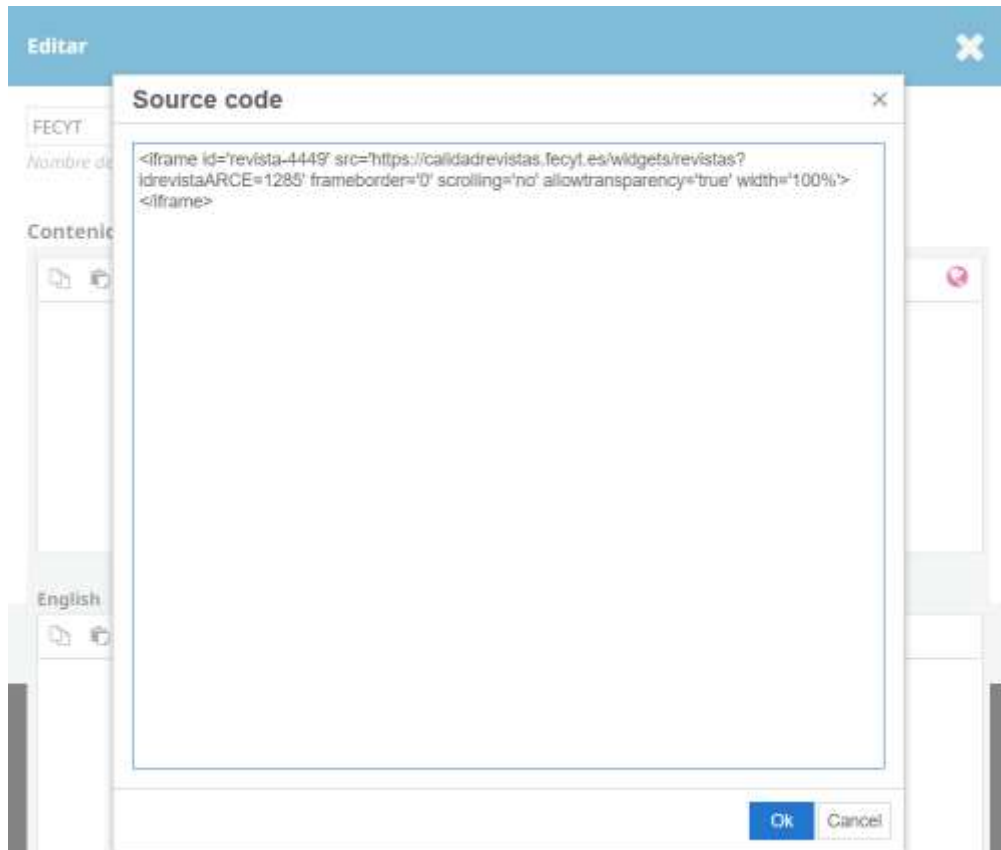 Editar
Source code
FECYT
Nombre de
<iframe id='revista-4449' src='https://calidadrevistas.fecyt.es/widgets/revistas?
idrevistaARCE=1285' frameborder='0' scrolling='no' allowtransparency='true' width='100%'>
</iframe>
Contenic
English
Ok Cancel